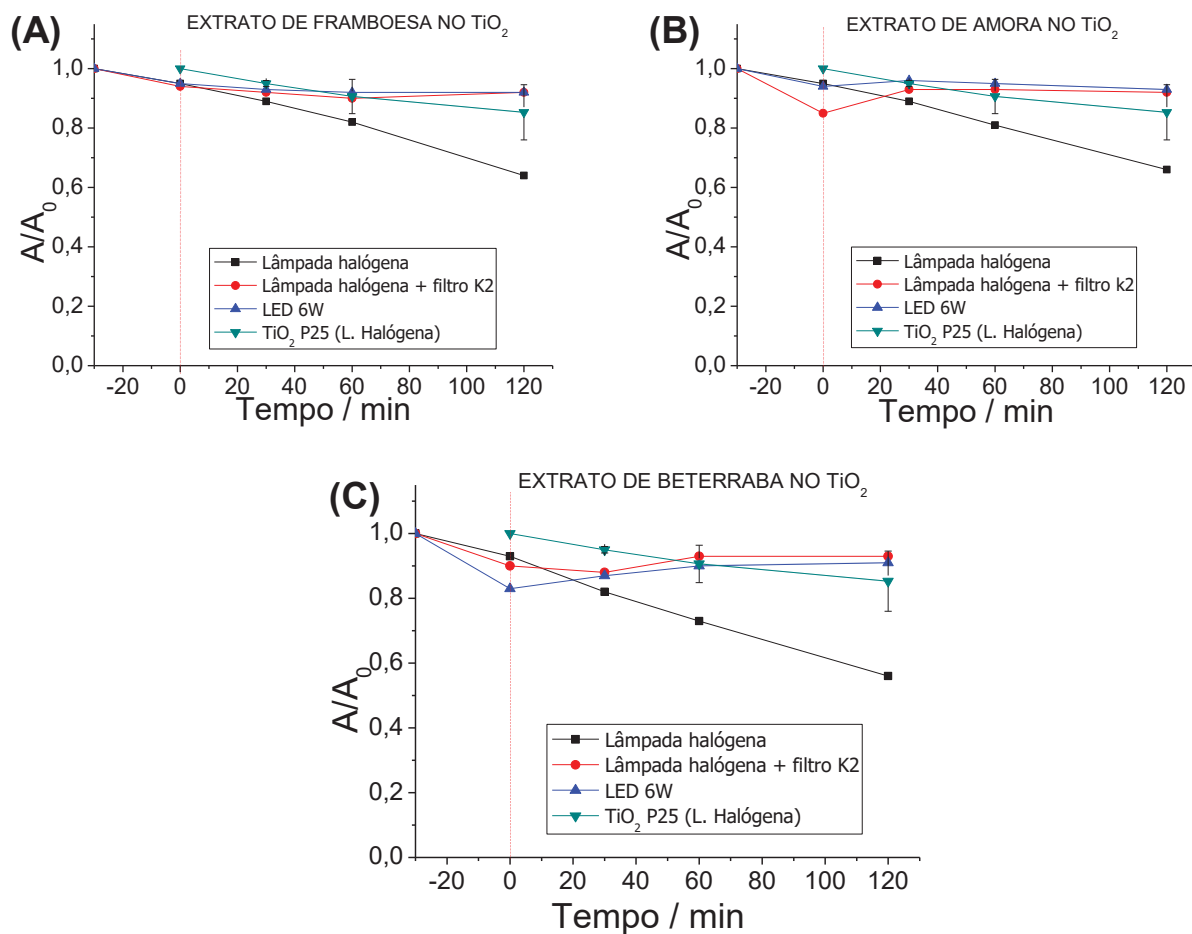 (A)
EXTRATO DE FRAMBOESA NO TiO2
1,0
0,8
0,6
0,4
0,2
0,0
A/A0
Lâmpada halógena
Lâmpada halógena + filtro K2
LED 6W
TiO2 P25 (L. Halógena)
-20 0 20 40 60 80 100 120
Tempo / min
(B)
EXTRATO DE AMORA NO TiO2
1,0
0,8
0,6
0,4
0,2
0,0
A/A0
Lâmpada halógena
Lâmpada halógena + filtro k2
LED 6W
TiO2 P25 (L. Halógena)
-20 0 20 40 60 80 100 120
Tempo / min
(C)
EXTRATO DE BETERRABA NO TiO2
1,0
0,8
0,6
0,4
0,2
0,0
A/A0
Lâmpada halógena
Lâmpada halógena + filtro K2
LED 6W
TiO2 P25 (L. Halógena)
-20 0 20 40 60 80 100 120
Tempo / min